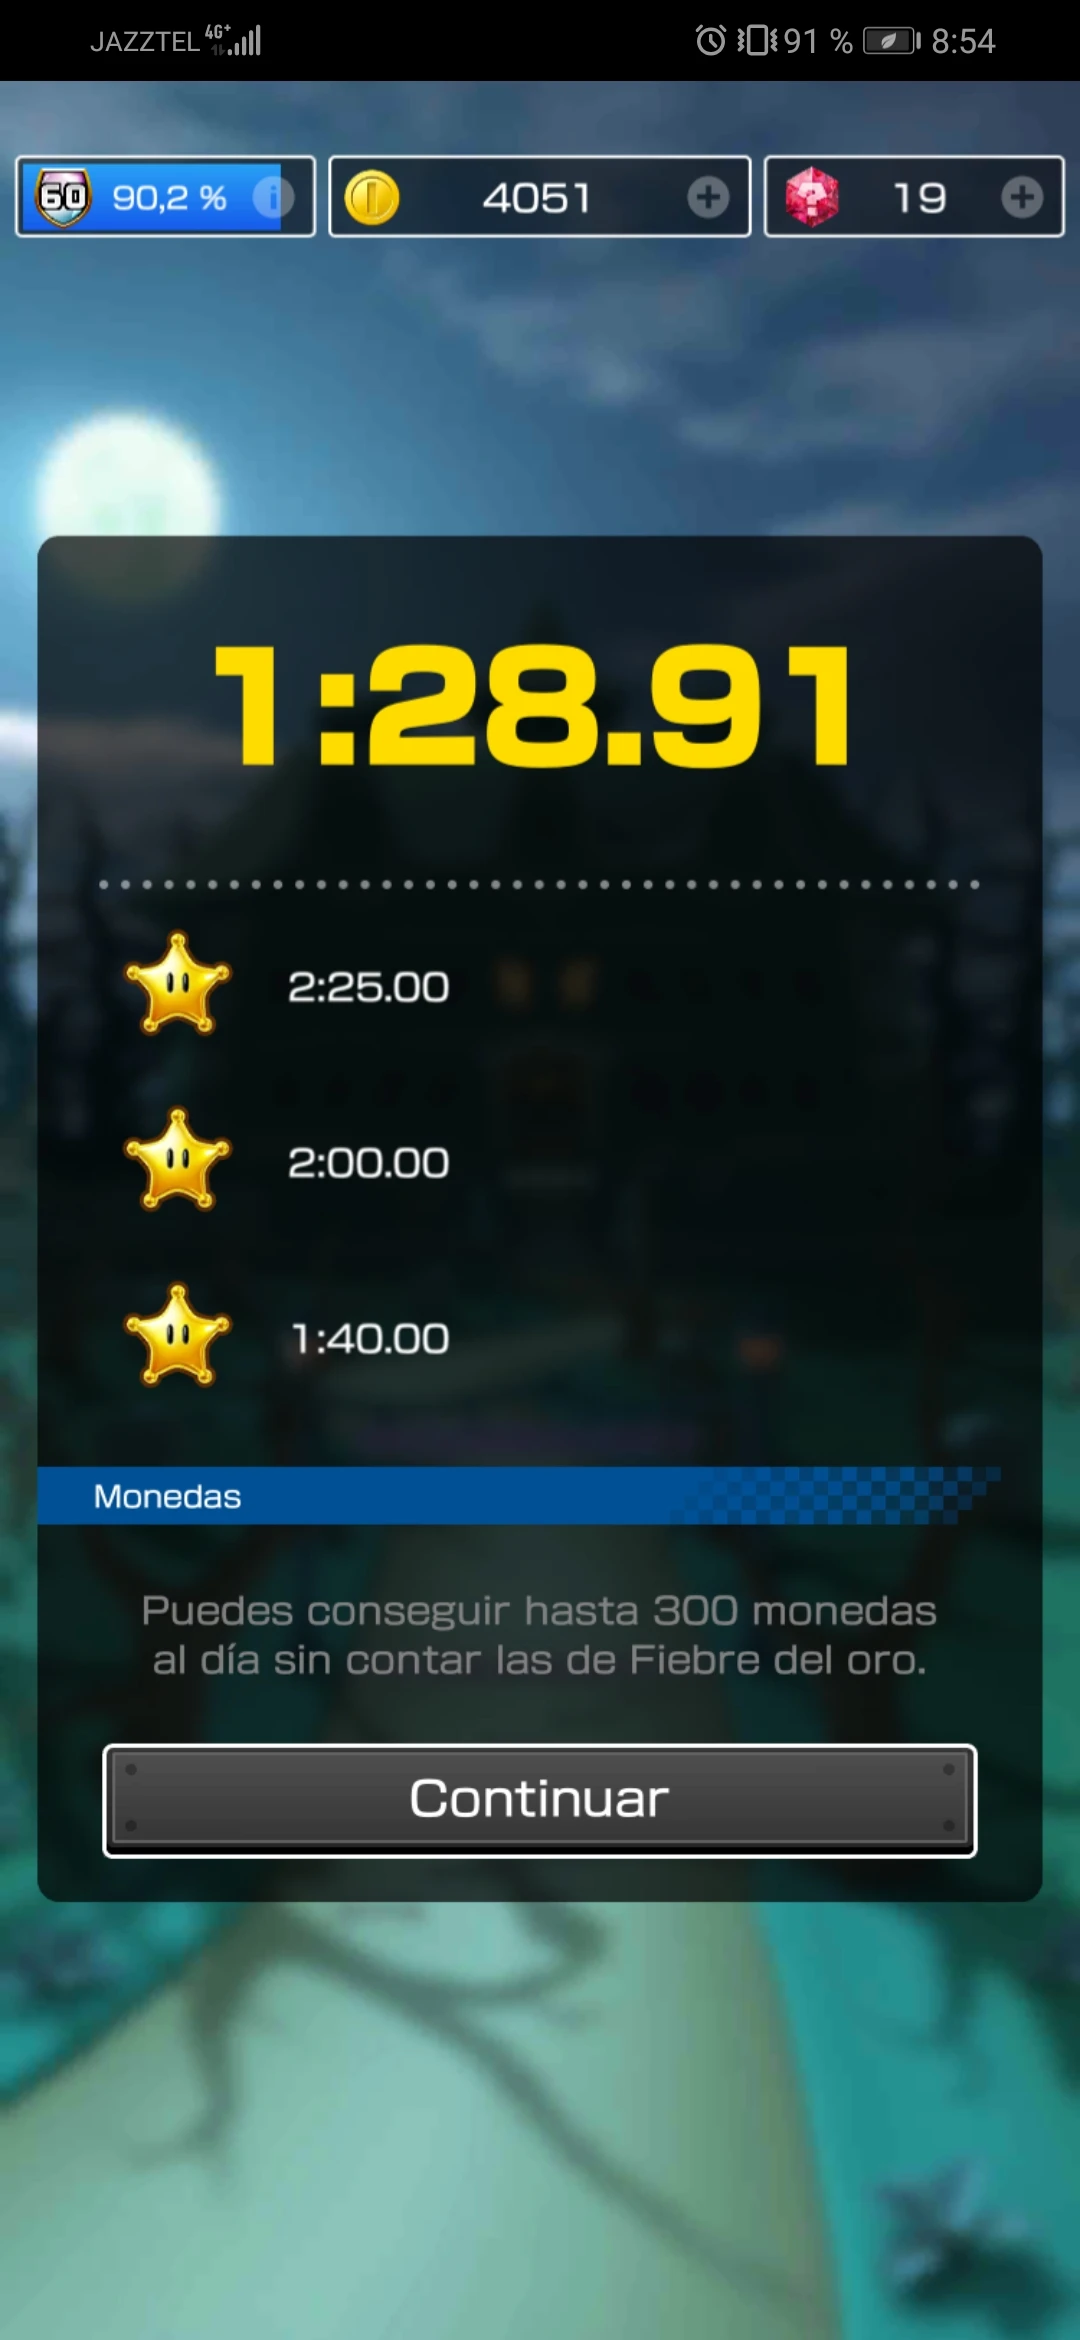 JAZZTEL 4G+ 91 % 8:54
60 90,2 % i 4051 + ? 19 +
1:28.91
2:25.00
2:00.00
1:40.00
Monedas
Puedes conseguir hasta 300 monedas
al día sin contar las de Fiebre del oro.
Continuar